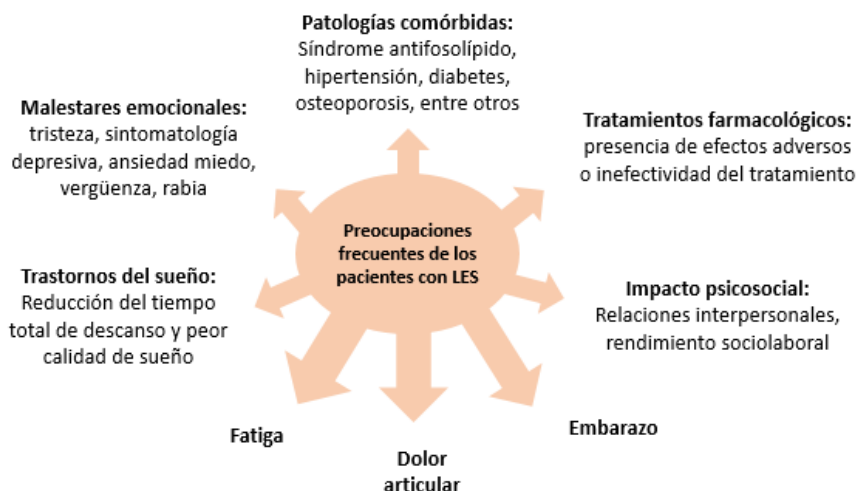 Patologías comórbidas:
Síndrome antifosolípido,
hipertensión, diabetes,
osteoporosis, entre otros
Malestares emocionales:
tristeza, sintomatología
depresiva, ansiedad miedo,
vergüenza, rabia
Tratamientos farmacológicos:
presencia de efectos adversos
o inefectividad del tratamiento
Preocupaciones
frecuentes de los
pacientes con LES
Trastornos del sueño:
Reducción del tiempo
total de descanso y peor
calidad de sueño
Impacto psicosocial:
Relaciones interpersonales,
rendimiento sociolaboral
Fatiga
Dolor
articular
Embarazo